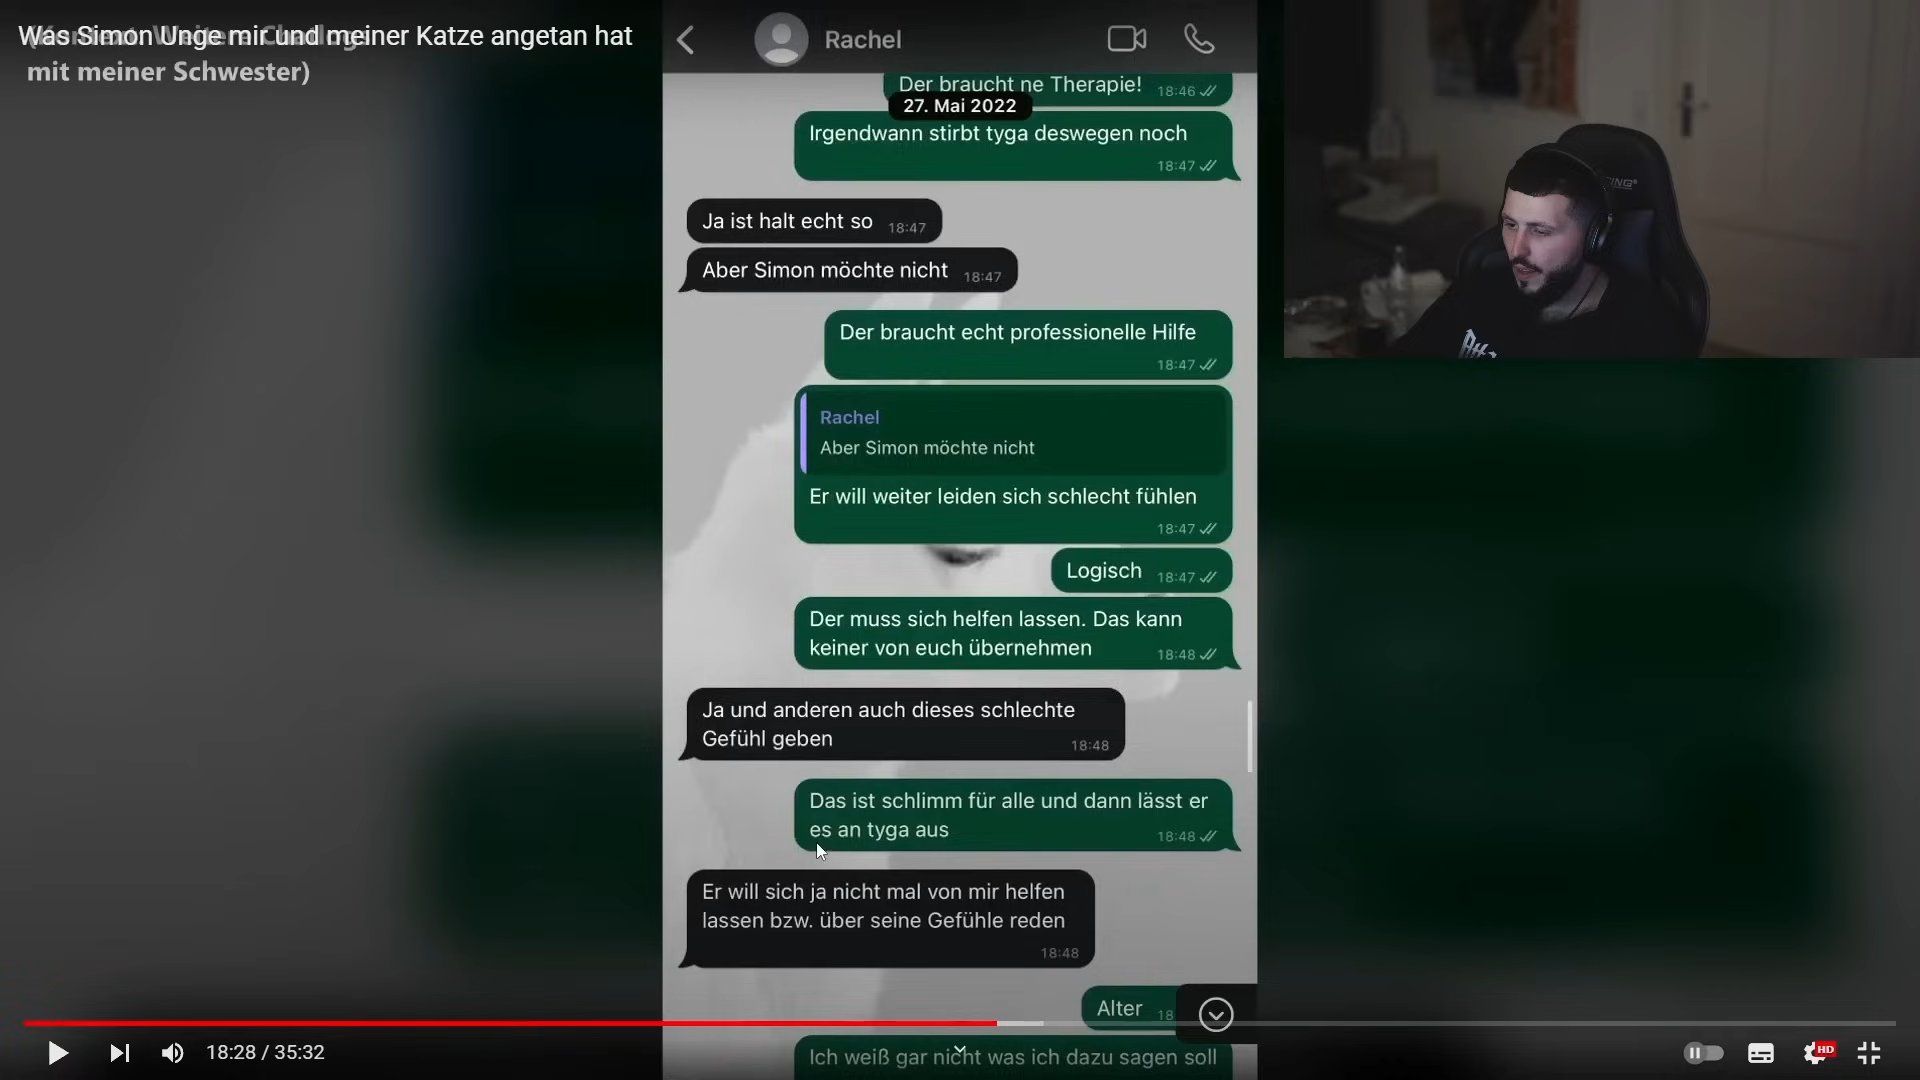 Was Simon Unge mir und meiner Katze angetan hat
mit meiner Schwester)
Rachel
Der braucht ne Therapie! 18:46
27. Mai 2022
Irgendwann stirbt tyga deswegen noch
18:47
Ja ist halt echt so 18:47
Aber Simon möchte nicht 18:47
Der braucht echt professionelle Hilfe
18:47
Rachel
Aber Simon möchte nicht
Er will weiter leiden sich schlecht fühlen
18:47
Logisch 18:47
Der muss sich helfen lassen. Das kann
keiner von euch übernehmen 18:48
Ja und anderen auch dieses schlechte
Gefühl geben 18:48
Das ist schlimm für alle und dann lässt er
es an tyga aus 18:48
Er will sich ja nicht mal von mir helfen
lassen bzw. über seine Gefühle reden
18:48
Alter 18
Ich weiß gar nicht was ich dazu sagen soll
18:28 / 35:32
HD